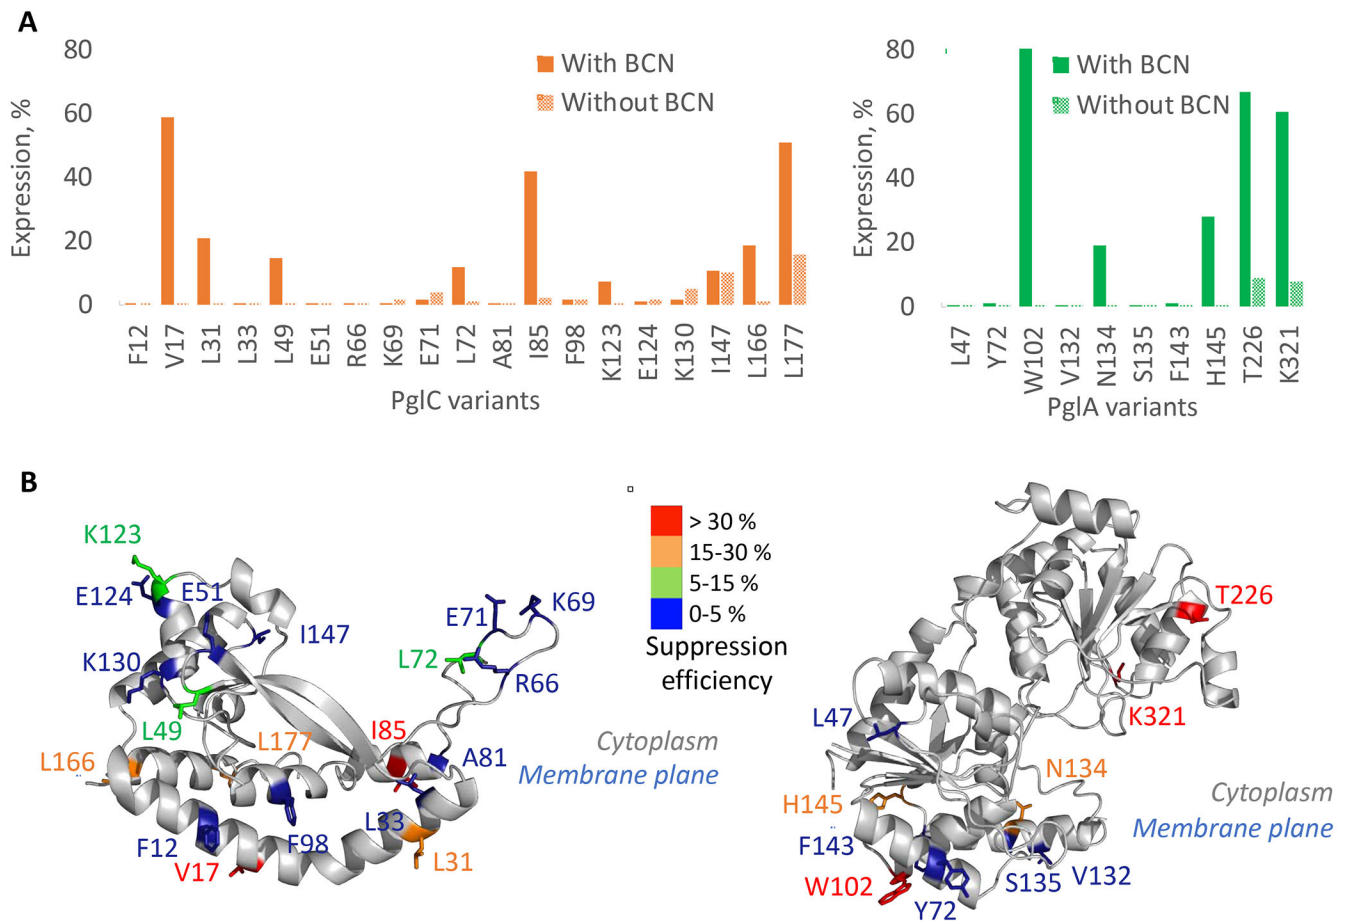 A
80
60
40
20
0
Expression, %
With BCN
Without BCN
F12
V17
L31
L33
L49
E51
R66
K69
E71
L72
A81
I85
F98
K123
E124
K130
I147
L166
L177
PglC variants
80
60
40
20
0
Expression, %
With BCN
Without BCN
L47
Y72
W102
V132
N134
S135
F143
H145
T226
K321
PglA variants
B
K123
E124
E51
I147
K130
L49
L177
L166
F12
V17
F98
L33
L31
I85
A81
E71
K69
L72
R66
Cytoplasm
Membrane plane
> 30 %
15-30 %
5-15 %
0-5 %
Suppression
efficiency
T226
K321
L47
N134
H145
F143
W102
Y72
S135
V132
Cytoplasm
Membrane plane